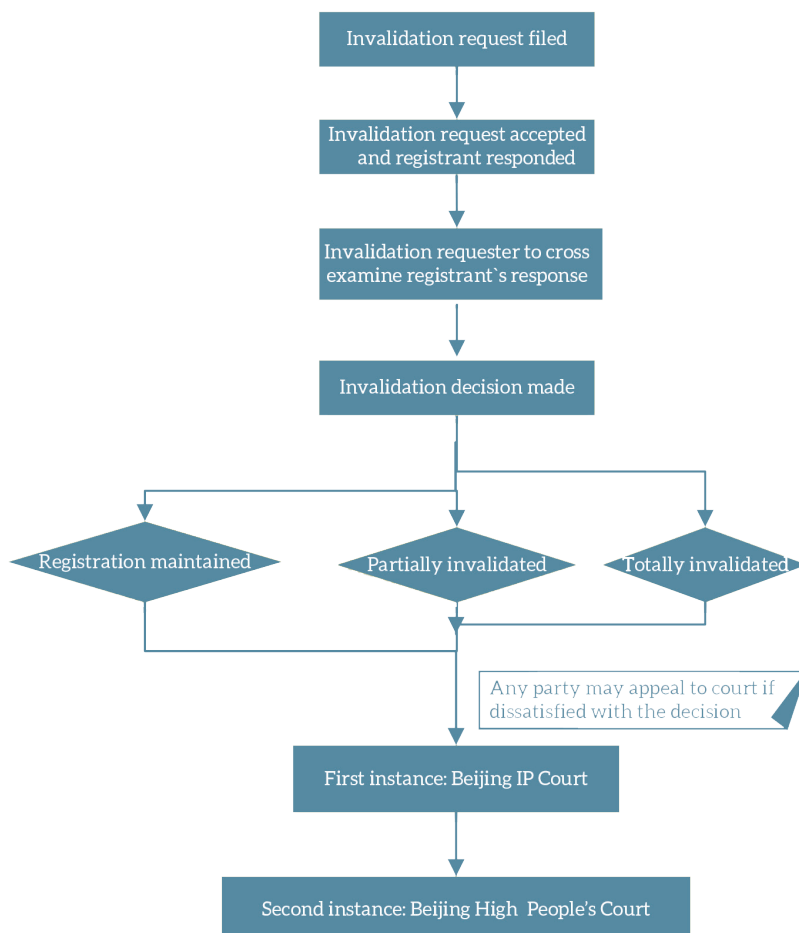 Invalidation request filed
Invalidation request accepted
and registrant responded
Invalidation requester to cross
examine registrant`s response
Invalidation decision made
Registration maintained
Partially invalidated
Totally invalidated
Any party may appeal to court if
dissatisfied with the decision
First instance: Beijing IP Court
Second instance: Beijing High People’s Court